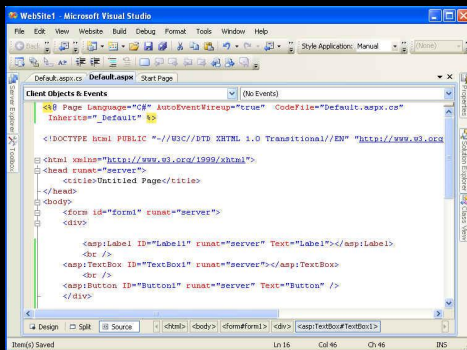 WebSite1 - Microsoft Visual Studio
File Edit View Website Build Debug Format Tools Window Help
Back Style Application: Manual (None)
Default.aspx.cs Default.aspx Start Page
Client Objects & Events (No Events)
<%@ Page Language="C#" AutoEventWireup="true" CodeFile="Default.aspx.cs"
Inherits="_Default" %>
<!DOCTYPE html PUBLIC "-//W3C//DTD XHTML 1.0 Transitional//EN" "http://www.w3.org
<html xmlns="http://www.w3.org/1999/xhtml">
<head runat="server">
<title>Untitled Page</title>
</head>
<body>
<form id="form1" runat="server">
<div>
<asp:Label ID="Label1" runat="server" Text="Label"></asp:Label>
<br />
<asp:TextBox ID="TextBox1" runat="server"></asp:TextBox>
<br />
<asp:Button ID="Button1" runat="server" Text="Button" />
</div>
Design Split Source <html> <body> <form#form1> <div> <asp:TextBox#TextBox1>
Item(s) Saved Ln 16 Col 46 Ch 46 INS
Server Explorer
Toolbox
Properties
Solution Explorer
Class View